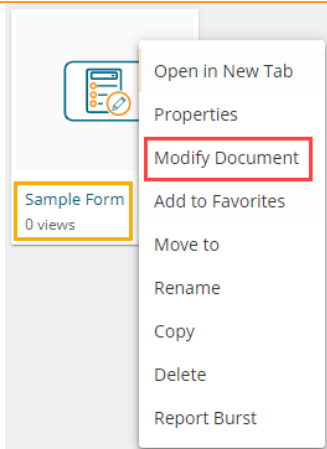 Open in New Tab
Properties
Modify Document
Sample Form
0 views
Add to Favorites
Move to
Rename
Copy
Delete
Report Burst